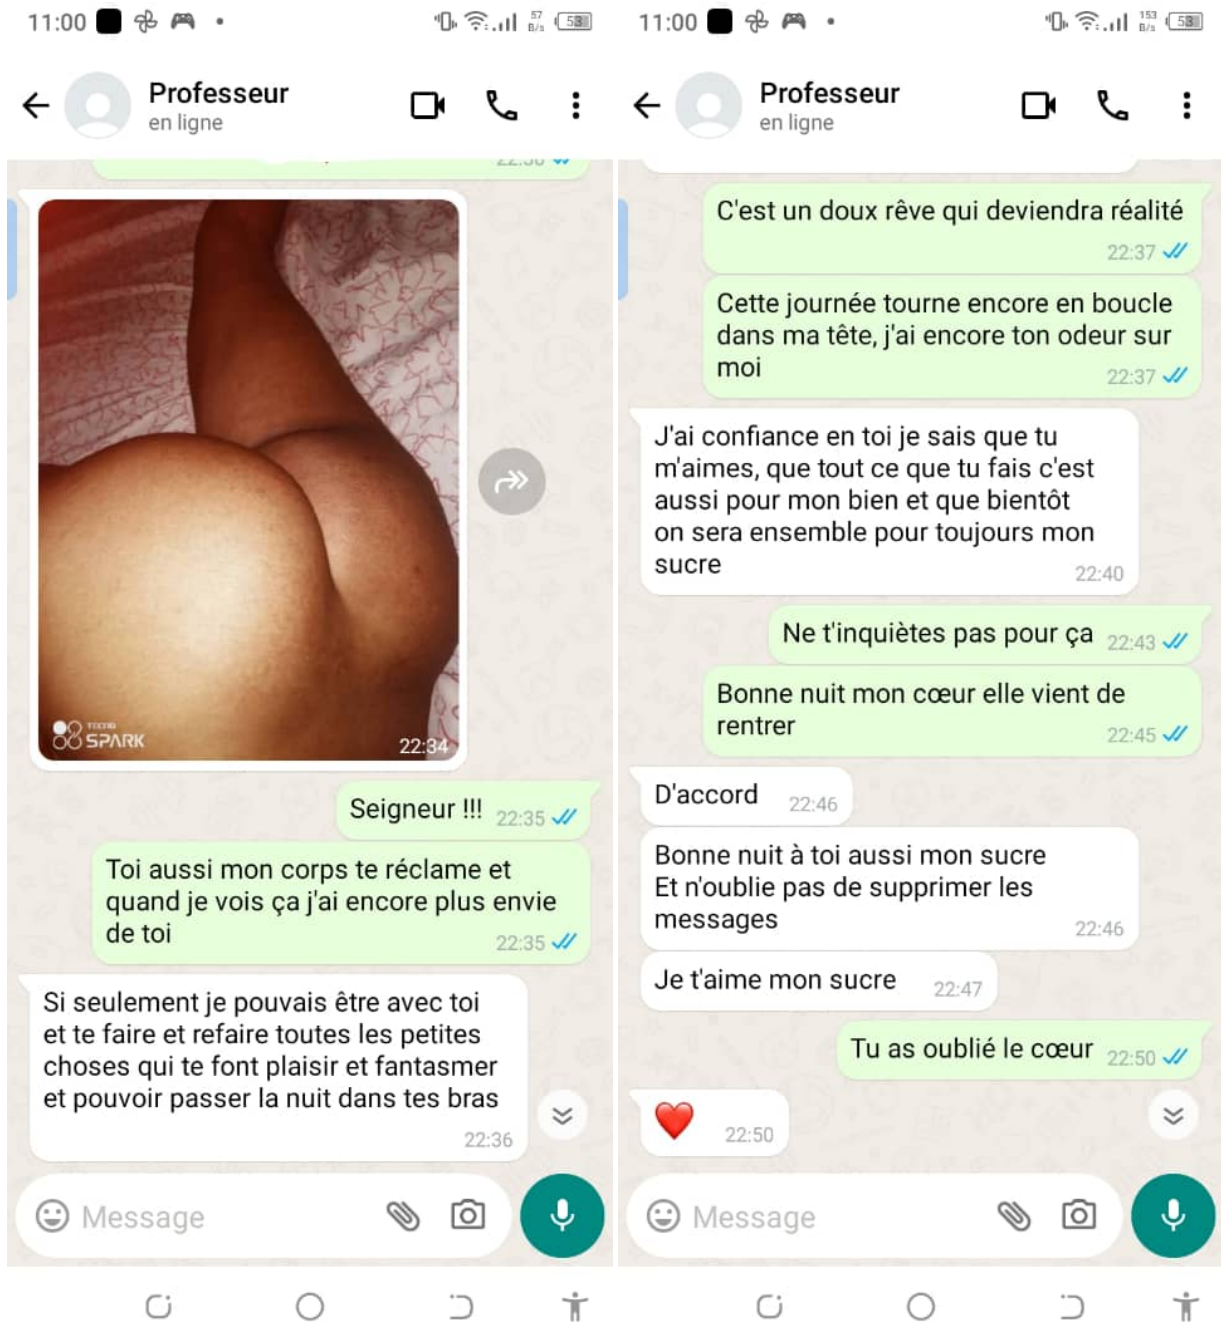 11:00
57
B/s
53
Professeur
en ligne
TECNO
SPARK
22:34
Seigneur !!! 22:35
Toi aussi mon corps te réclame et
quand je vois ça j'ai encore plus envie
de toi 22:35
Si seulement je pouvais être avec toi
et te faire et refaire toutes les petites
choses qui te font plaisir et fantasmer
et pouvoir passer la nuit dans tes bras
22:36
Message
11:00
153
B/s
53
Professeur
en ligne
C'est un doux rêve qui deviendra réalité
22:37
Cette journée tourne encore en boucle
dans ma tête, j'ai encore ton odeur sur
moi 22:37
J'ai confiance en toi je sais que tu
m'aimes, que tout ce que tu fais c'est
aussi pour mon bien et que bientôt
on sera ensemble pour toujours mon
sucre 22:40
Ne t'inquiètes pas pour ça 22:43
Bonne nuit mon cœur elle vient de
rentrer 22:45
D'accord 22:46
Bonne nuit à toi aussi mon sucre
Et n'oublie pas de supprimer les
messages 22:46
Je t'aime mon sucre 22:47
Tu as oublié le cœur 22:50
❤️ 22:50
Message